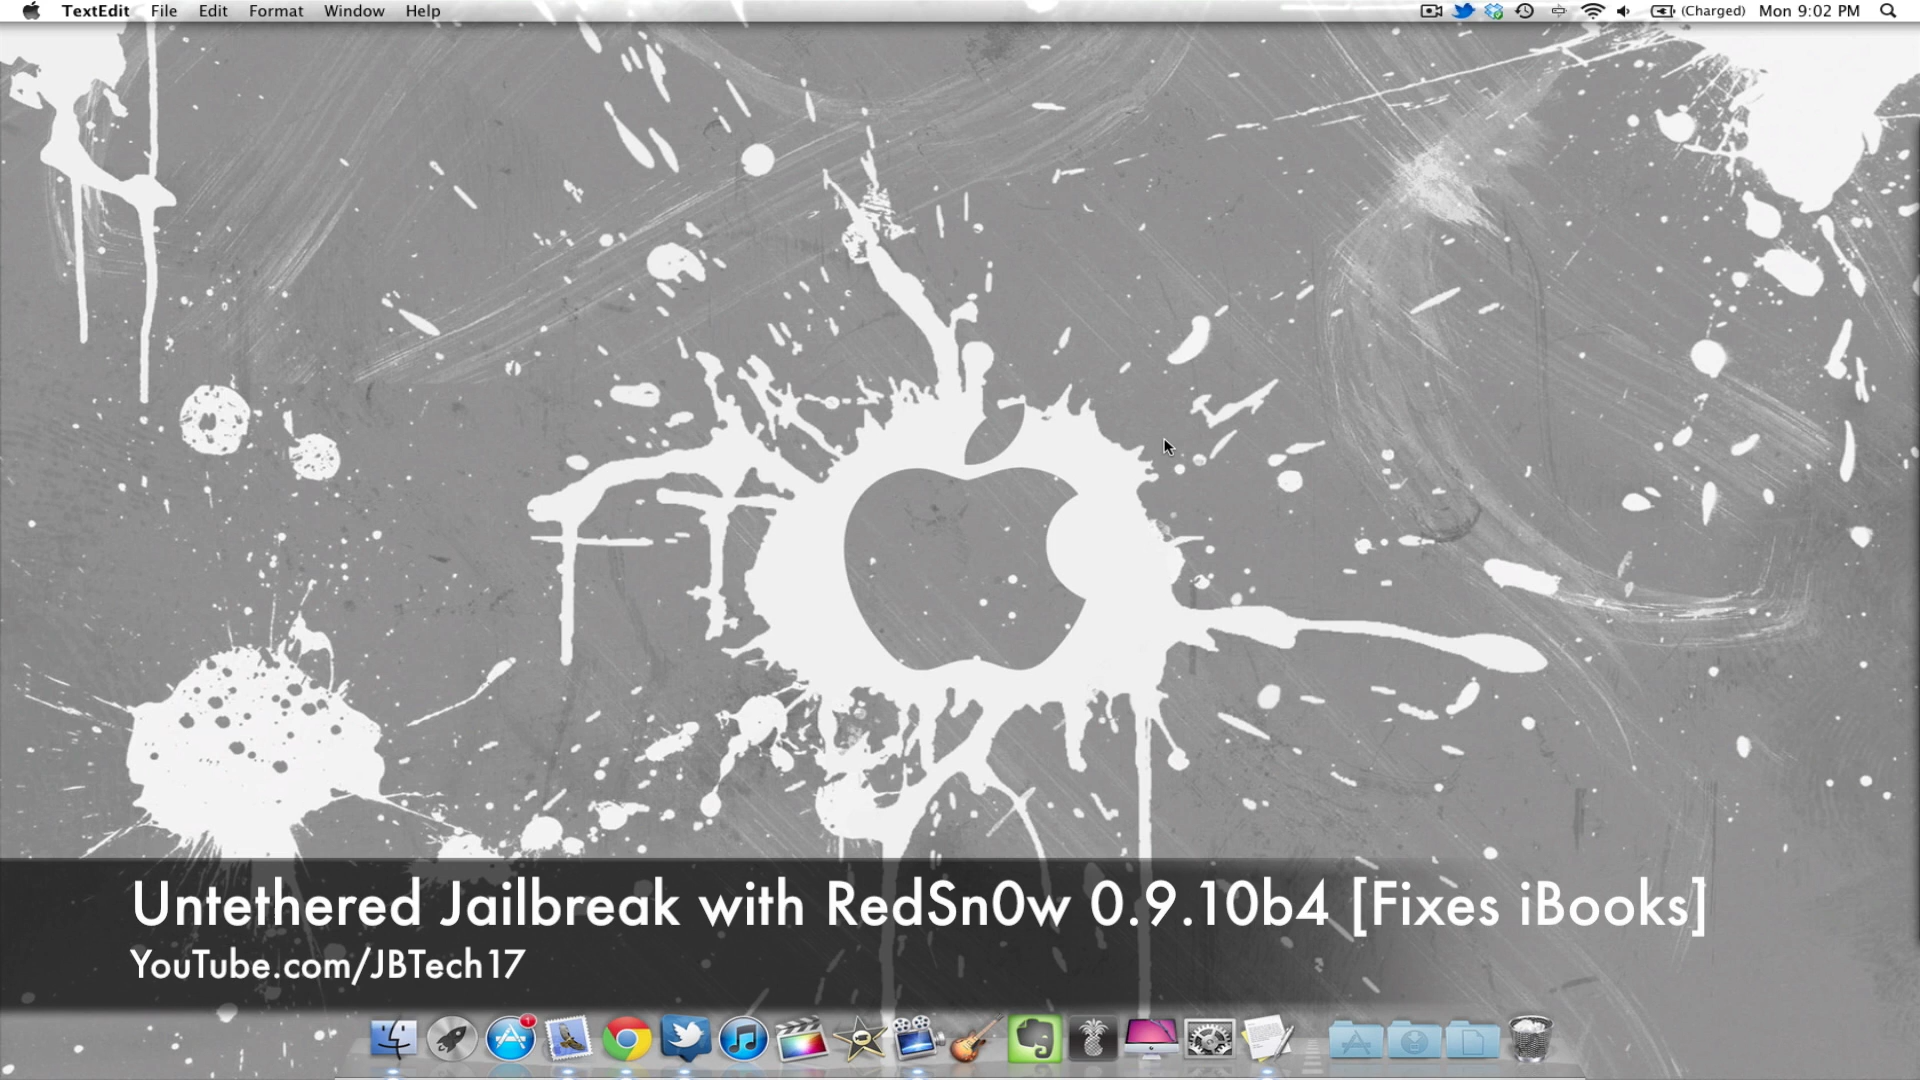 TextEdit File Edit Format Window Help (Charged) Mon 9:02 PM
Untethered Jailbreak with RedSn0w 0.9.10b4 [Fixes iBooks]
YouTube.com/JBTech17
1